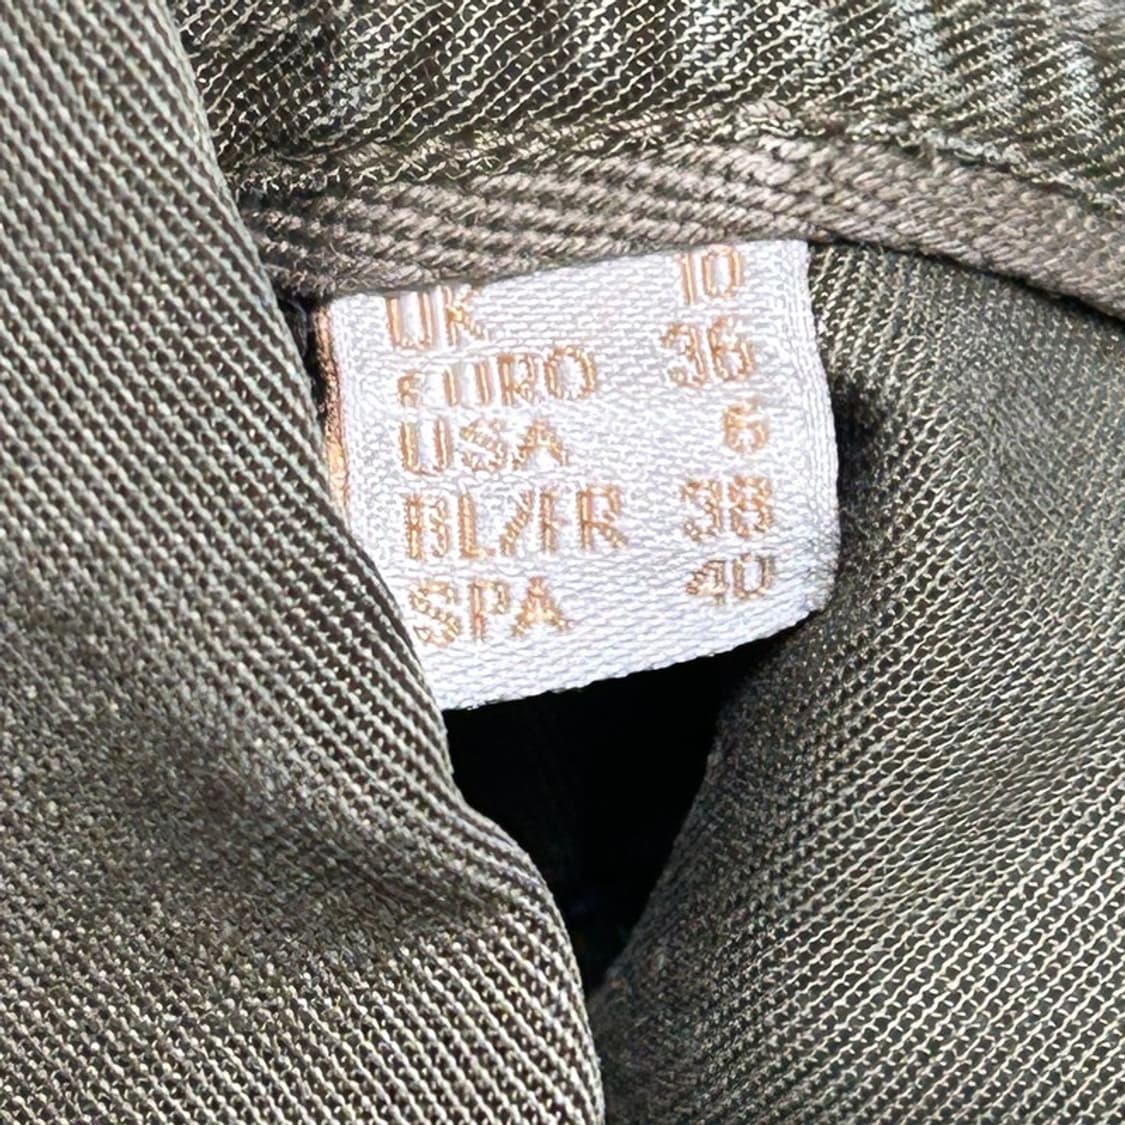 UK 10
EURO 36
USA 6
BL/FR 38
SPA 40